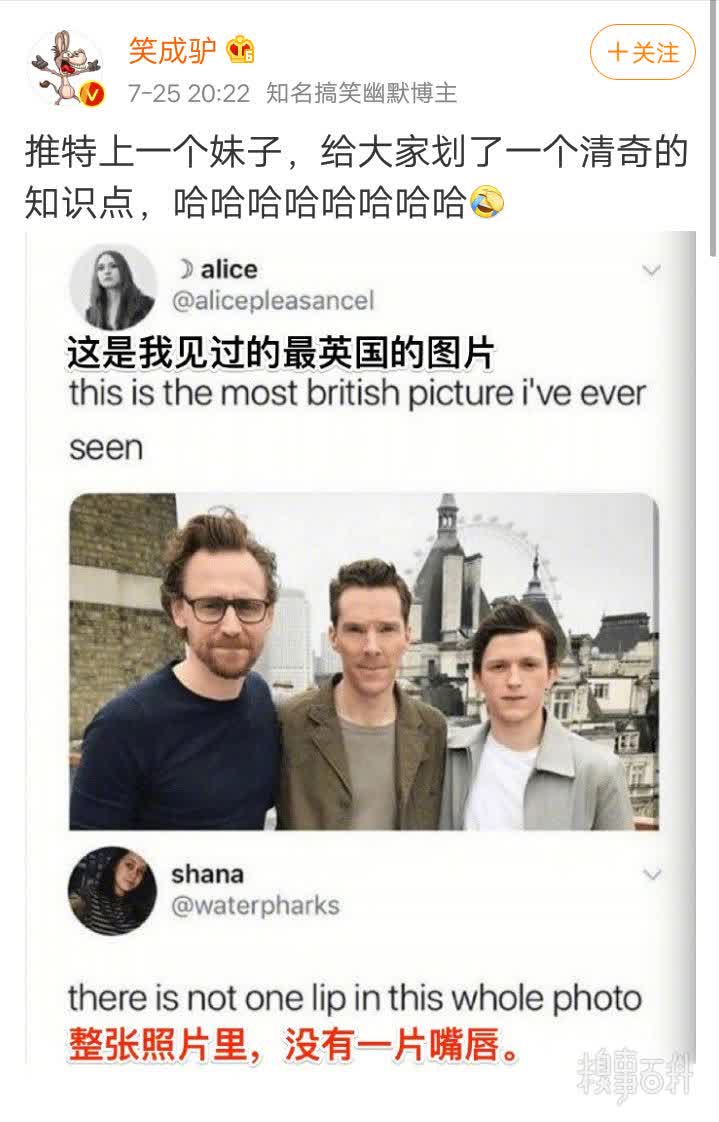 笑成驴
+关注
7-25 20:22 知名搞笑幽默博主
推特上一个妹子，给大家划了一个清奇的
知识点，哈哈哈哈哈哈哈哈🤣
☽ alice
@alicepleasancel
这是我见过的最英国的图片
this is the most british picture i've ever
seen
shana
@waterpharks
there is not one lip in this whole photo
整张照片里，没有一片嘴唇。
糗事百科